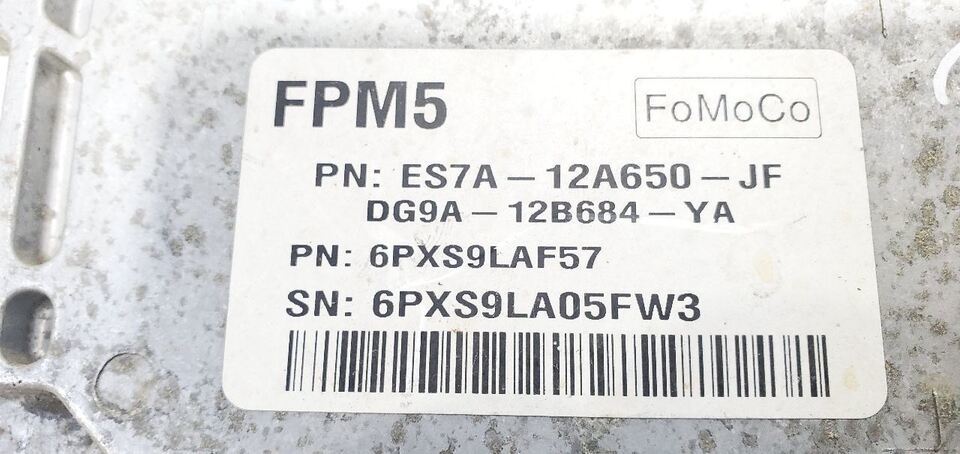 FPM5
FoMoCo
PN: ES7A-12A650-JF
DG9A-12B684-YA
PN: 6PXS9LAF57
SN: 6PXS9LA05FW3